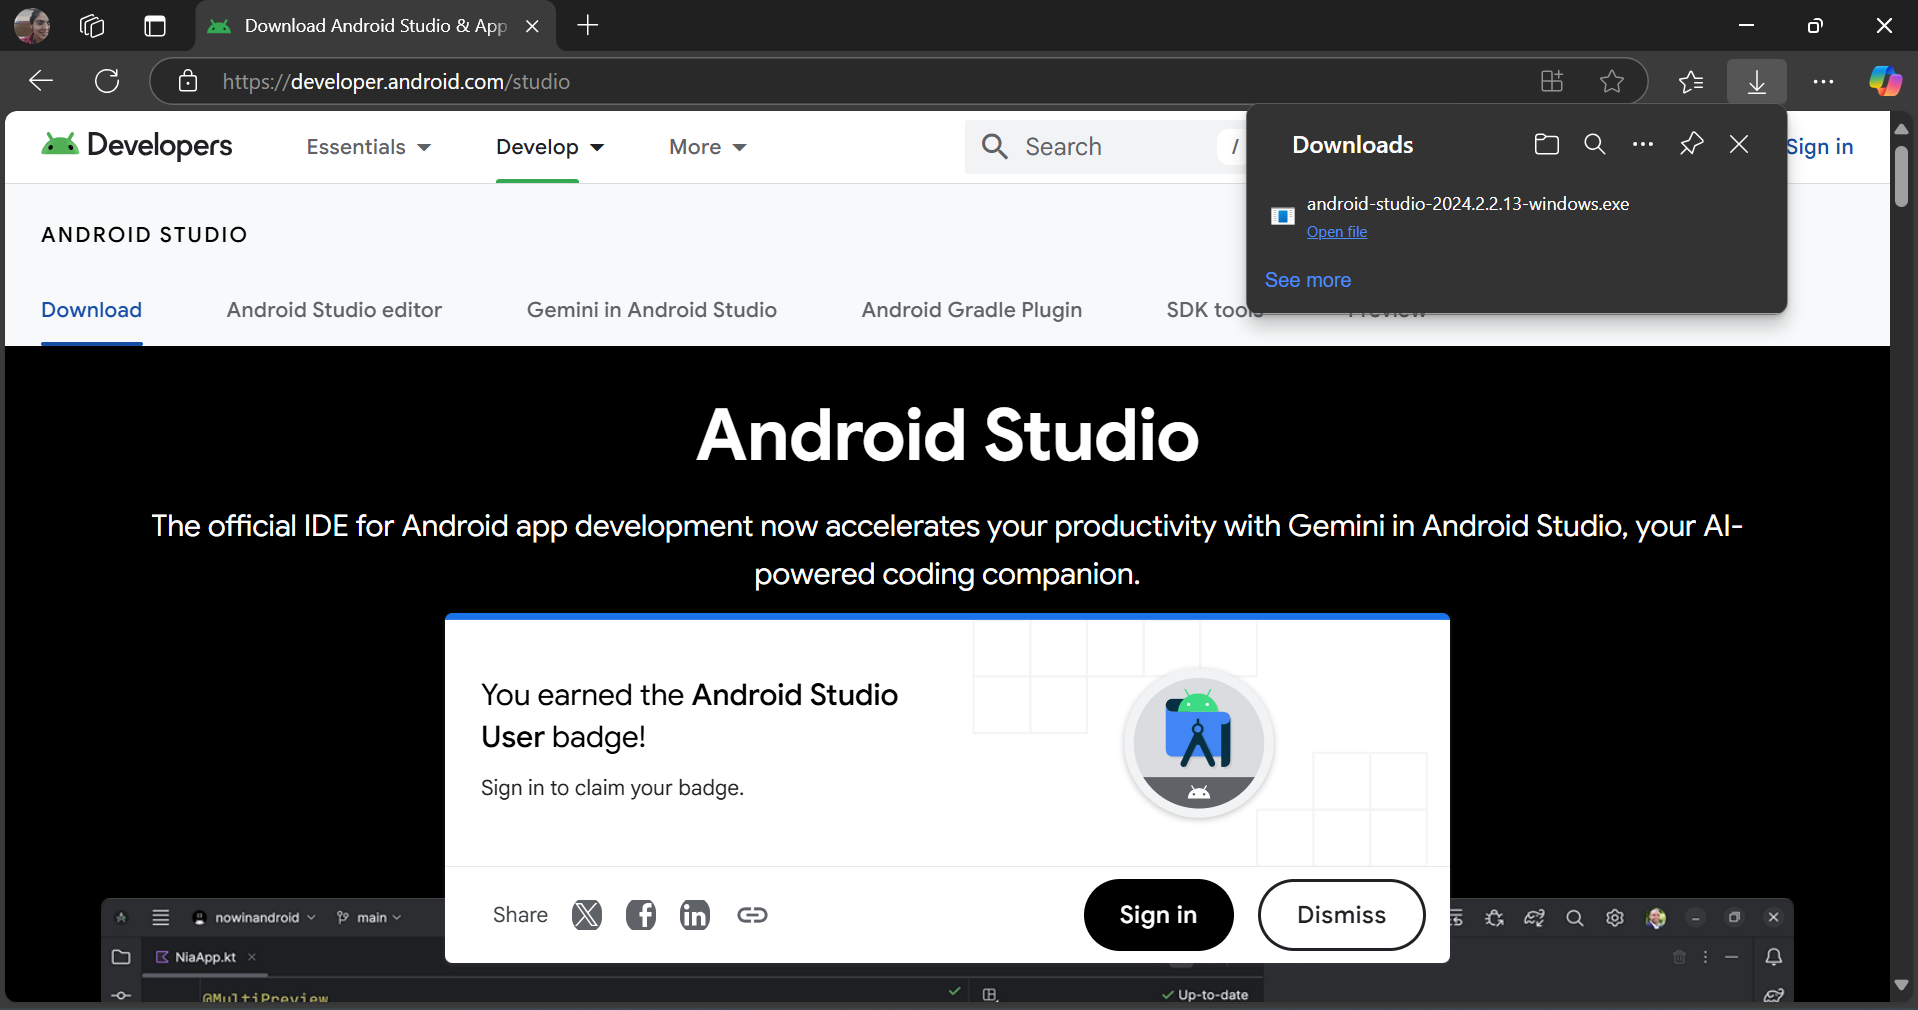 Download Android Studio & App
https://developer.android.com/studio
Developers
Essentials
Develop
More
Search
/
Sign in
Downloads
android-studio-2024.2.2.13-windows.exe
Open file
See more
ANDROID STUDIO
Download
Android Studio editor
Gemini in Android Studio
Android Gradle Plugin
SDK tools
Preview
Android Studio
The official IDE for Android app development now accelerates your productivity with Gemini in Android Studio, your AI-
powered coding companion.
You earned the Android Studio
User badge!
Sign in to claim your badge.
Share
Sign in
Dismiss
nowinandroid
main
NiaApp.kt
@MultiPreview
Up-to-date